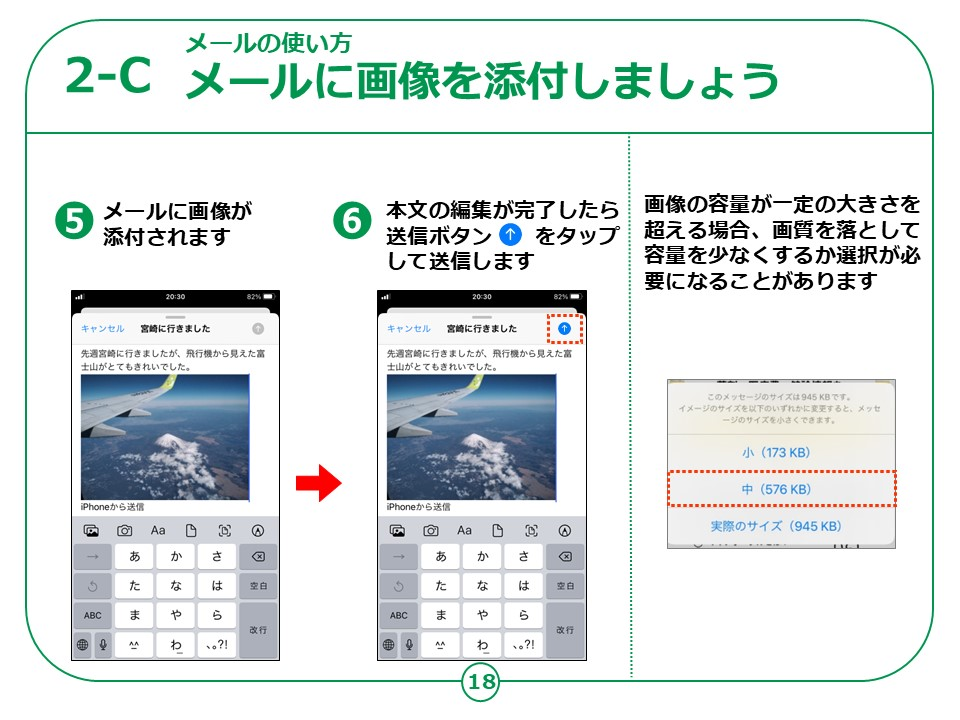 2-C
メールの使い方
メールに画像を添付しましょう
5
メールに画像が
添付されます
20:30
82%
キャンセル
宮崎に行きました
先週宮崎に行きましたが、飛行機から見えた富
士山がとてもきれいでした。
iPhoneから送信
Aa
→
あ
か
さ
た
な
は
空白
ABC
ま
や
ら
改行
^^
わ
、。?!
6
本文の編集が完了したら
送信ボタン ↑ をタップ
して送信します
20:30
82%
キャンセル
宮崎に行きました
先週宮崎に行きましたが、飛行機から見えた富
士山がとてもきれいでした。
iPhoneから送信
Aa
→
あ
か
さ
た
な
は
空白
ABC
ま
や
ら
改行
^^
わ
、。?!
画像の容量が一定の大きさを
超える場合、画質を落として
容量を少なくするか選択が必
要になることがあります
このメッセージのサイズは945 KBです。
イメージのサイズを以下のいずれかに変更すると、メッセ
ージのサイズを小さくできます。
小（173 KB）
中（576 KB）
実際のサイズ（945 KB）
18